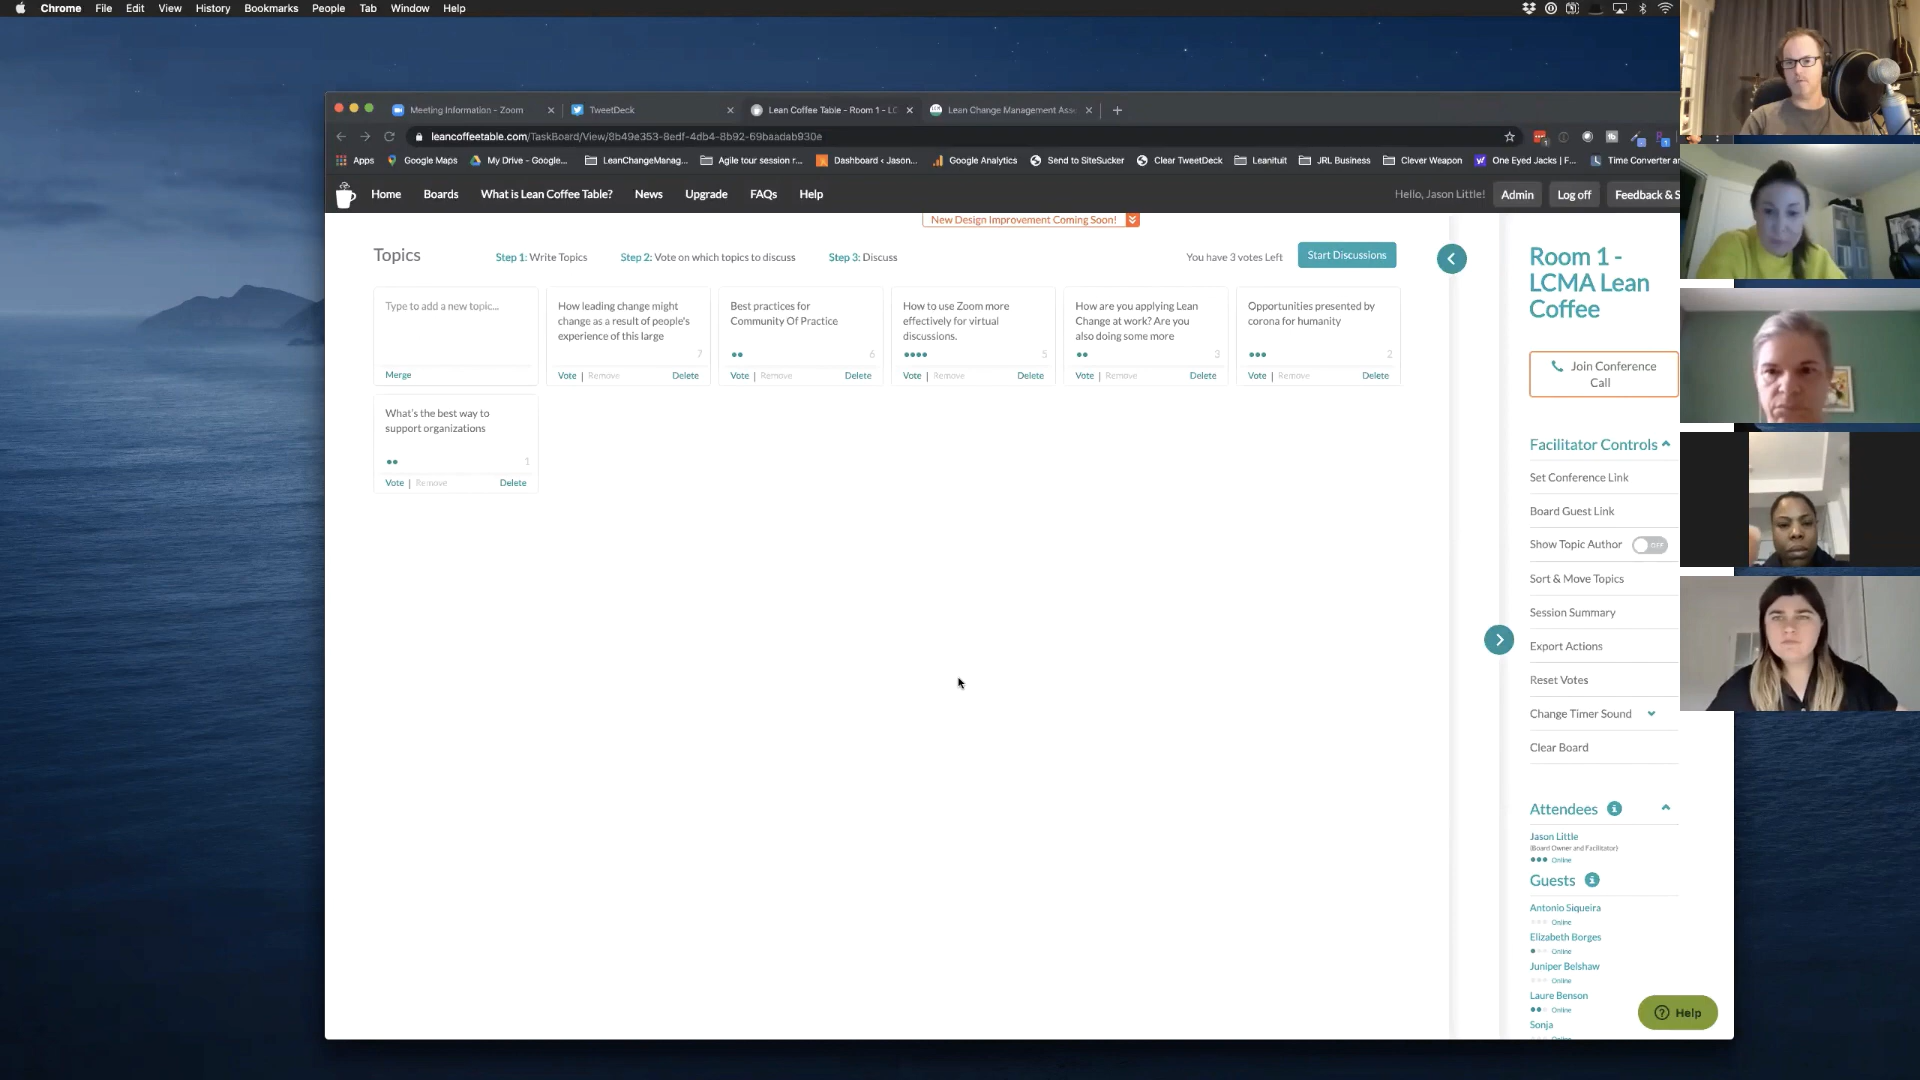 Chrome File Edit View History Bookmarks People Tab Window Help
Meeting Information - Zoom
TweetDeck
Lean Coffee Table - Room 1 - LC
Lean Change Management Ass
leancoffeetable.com/TaskBoard/View/8b49e353-8edf-4db4-8b92-69baadab930e
Apps Google Maps My Drive - Google... LeanChangeManag... Agile tour session r... Dashboard ‹ Jason... Google Analytics Send to SiteSucker Clear TweetDeck Leanituit JRL Business Clever Weapon One Eyed Jacks | F... Time Converter an
Home Boards What is Lean Coffee Table? News Upgrade FAQs Help
Hello, Jason Little! Admin Log off Feedback & S
New Design Improvement Coming Soon!
Topics
Step 1: Write Topics Step 2: Vote on which topics to discuss Step 3: Discuss
You have 3 votes Left Start Discussions
Type to add a new topic...
Merge
How leading change might
change as a result of people's
experience of this large
7
Vote | Remove Delete
Best practices for
Community Of Practice
6
Vote | Remove Delete
How to use Zoom more
effectively for virtual
discussions.
5
Vote | Remove Delete
How are you applying Lean
Change at work? Are you
also doing some more
3
Vote | Remove Delete
Opportunities presented by
corona for humanity
2
Vote | Remove Delete
What's the best way to
support organizations
1
Vote | Remove Delete
Room 1 -
LCMA Lean
Coffee
Join Conference
Call
Facilitator Controls
Set Conference Link
Board Guest Link
Show Topic Author OFF
Sort & Move Topics
Session Summary
Export Actions
Reset Votes
Change Timer Sound
Clear Board
Attendees
Jason Little
(Board Owner and Facilitator)
Online
Guests
Antonio Siqueira
Online
Elizabeth Borges
Online
Juniper Belshaw
Online
Laure Benson
Online
Sonja
Help